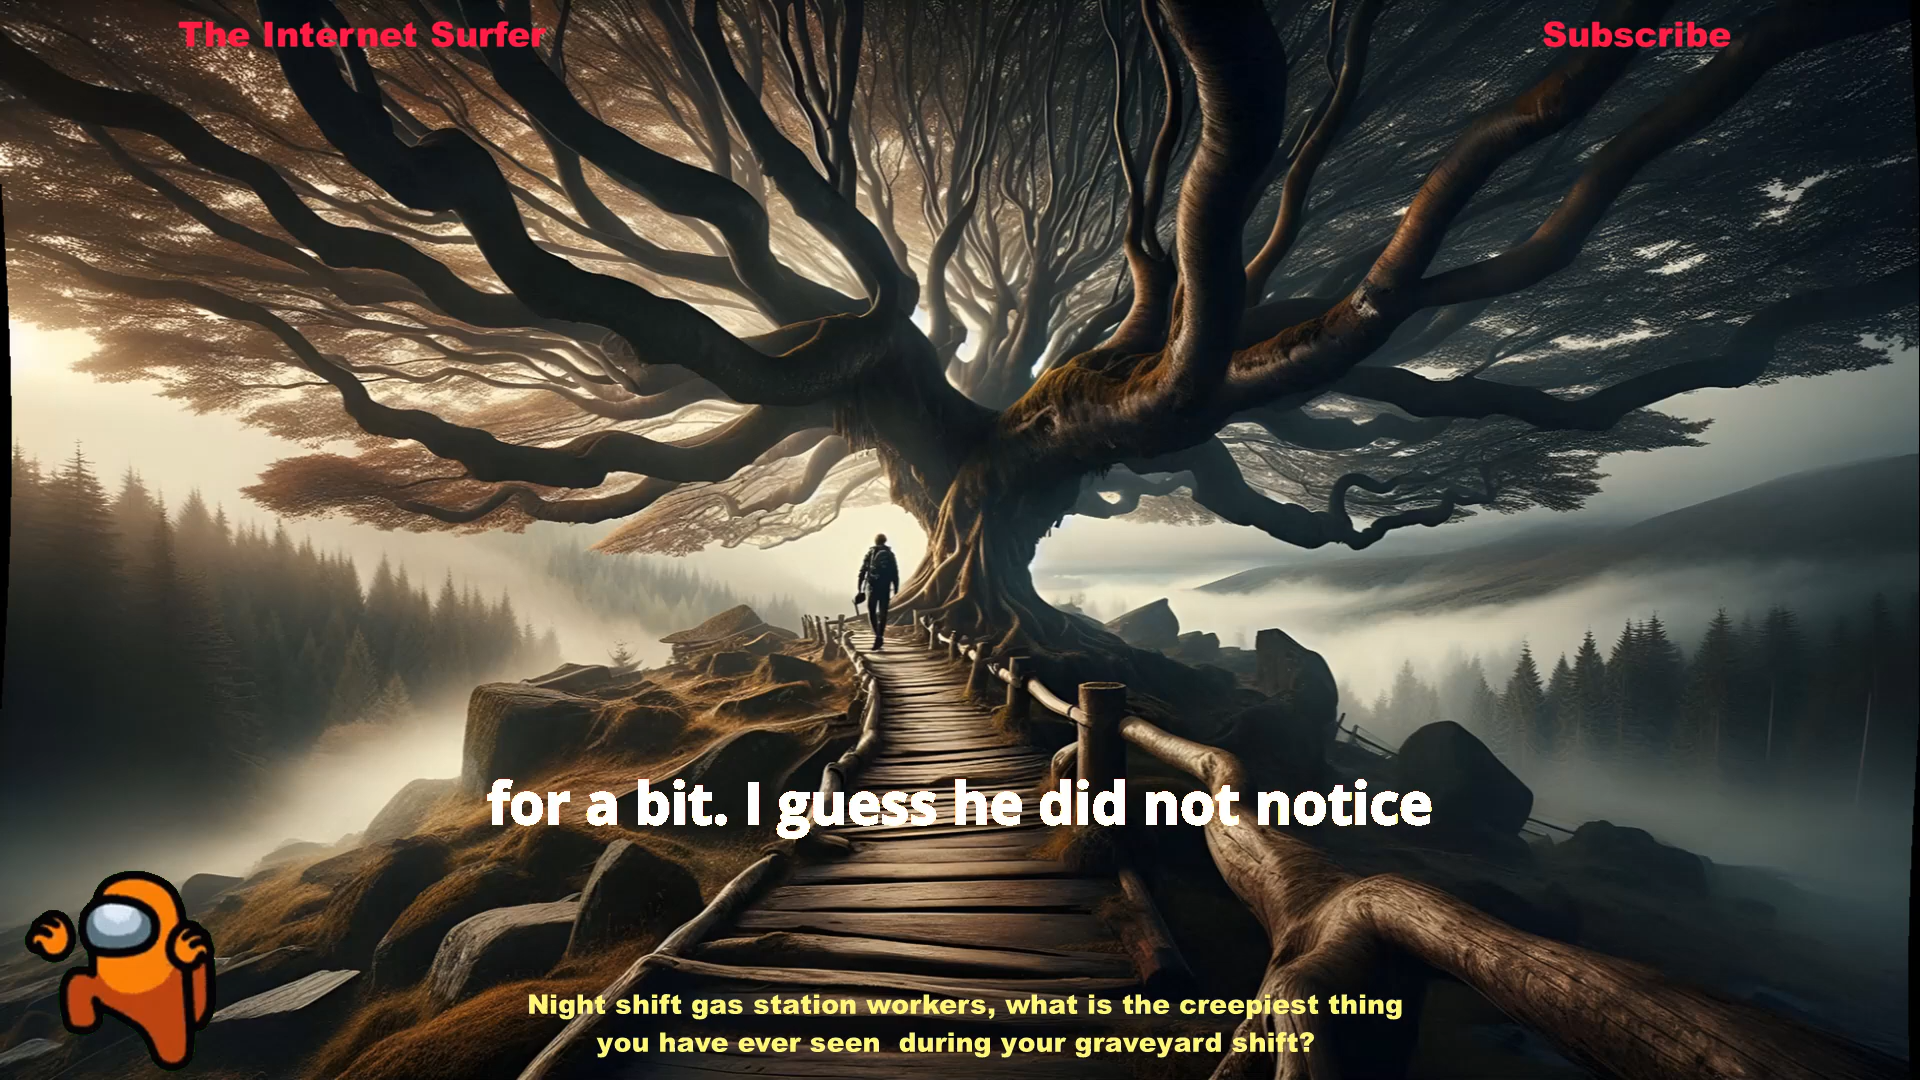 The Internet Surfer
Subscribe
for a bit. I guess he did not notice
Night shift gas station workers, what is the creepiest thing
you have ever seen  during your graveyard shift?